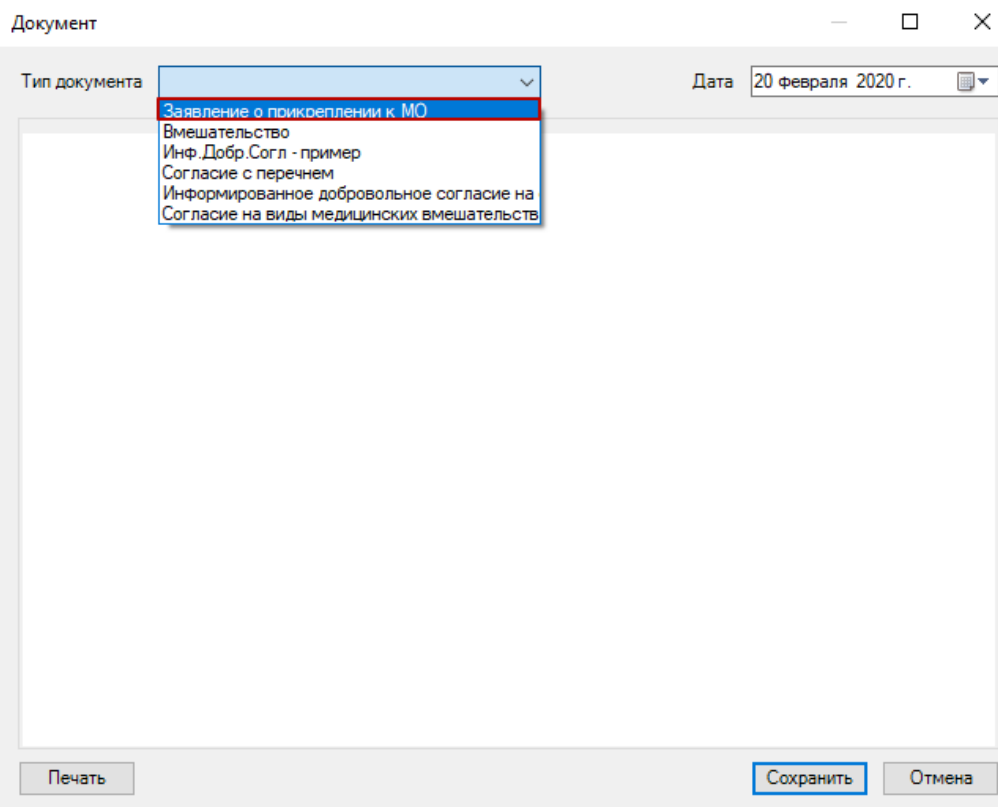 Документ
Тип документа
Дата 20 февраля 2020 г.
Заявление о прикреплении к МО
Вмешательство
Инф.Добр.Согл - пример
Согласие с перечнем
Информированное добровольное согласие на
Согласие на виды медицинских вмешательств
Печать
Сохранить
Отмена